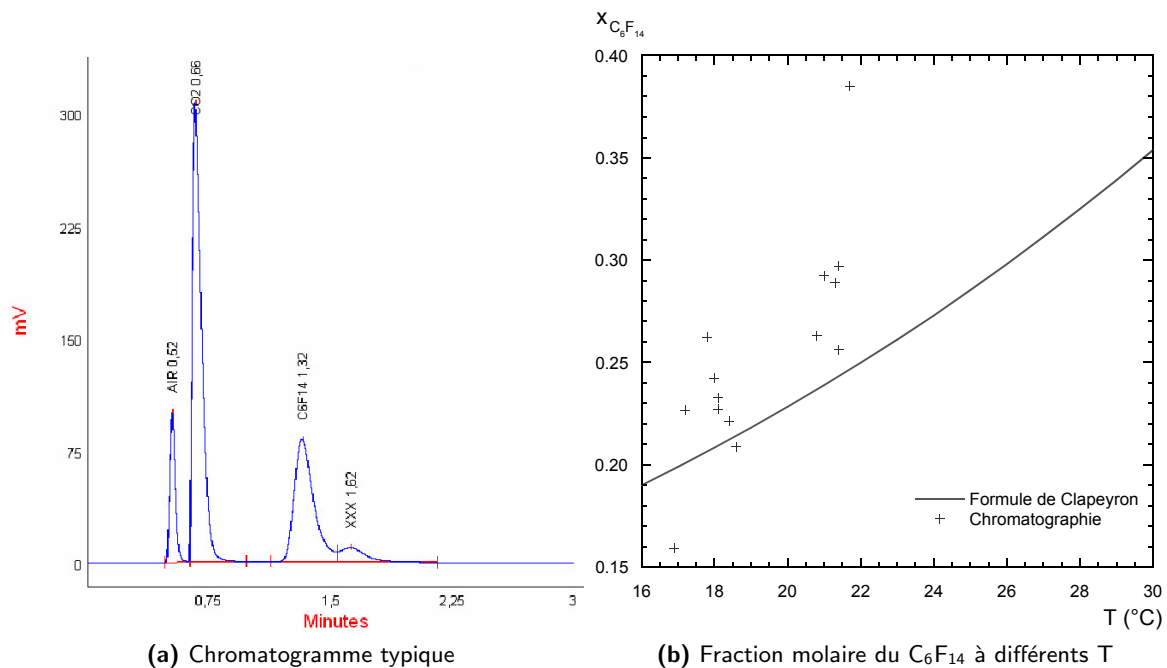 CO2 0,66
300
225
150
75
0
mV
AIR 0,52
C6F14 1,32
XXX 1,62
0,75
1,5
2,25
3
Minutes
(a) Chromatogramme typique
x C₆F₁₄
0.40
0.35
0.30
0.25
0.20
0.15
Formule de Clapeyron
Chromatographie
16 18 20 22 24 26 28 30
T (°C)
(b) Fraction molaire du C₆F₁₄ à différents T